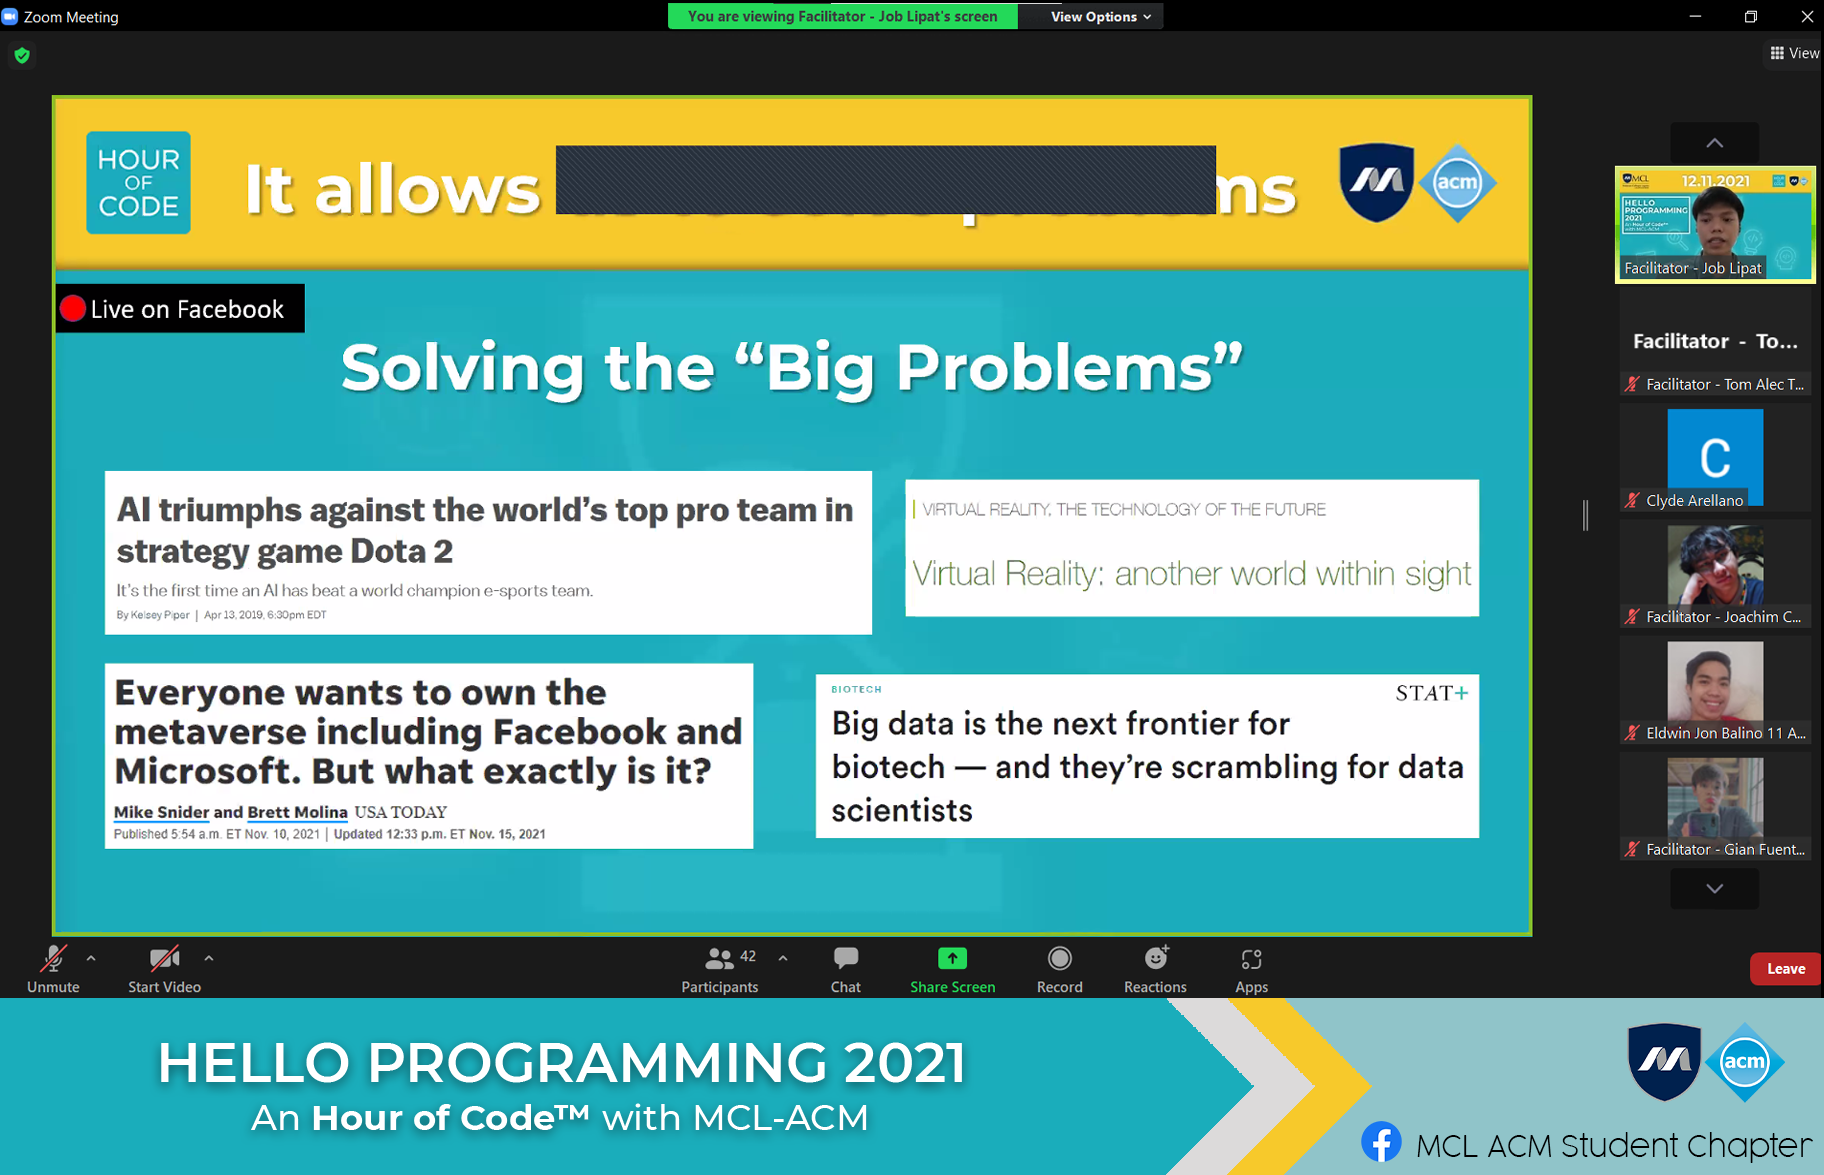 Zoom Meeting
You are viewing Facilitator - Job Lipat's screen
View Options
View
HOUR
OF
CODE
It allows
ms
acm
Live on Facebook
Solving the “Big Problems”
AI triumphs against the world’s top pro team in
strategy game Dota 2
It’s the first time an AI has beat a world champion e-sports team.
By Kelsey Piper | Apr 13, 2019, 6:30pm EDT
VIRTUAL REALITY, THE TECHNOLOGY OF THE FUTURE
Virtual Reality: another world within sight
Everyone wants to own the
metaverse including Facebook and
Microsoft. But what exactly is it?
Mike Snider and Brett Molina USA TODAY
Published 5:54 a.m. ET Nov. 10, 2021 | Updated 12:33 p.m. ET Nov. 15, 2021
BIOTECH
STAT+
Big data is the next frontier for
biotech — and they’re scrambling for data
scientists
MCL
12.11.2021
HELLO
PROGRAMMING
2021
An Hour of Code™
with MCL-ACM
Facilitator - Job Lipat
Facilitator - To...
Facilitator - Tom Alec T...
C
Clyde Arellano
Facilitator - Joachim C...
Eldwin Jon Balino 11 A...
Facilitator - Gian Fuent...
Unmute
Start Video
42
Participants
Chat
Share Screen
Record
Reactions
Apps
Leave
HELLO PROGRAMMING 2021
An Hour of Code™ with MCL-ACM
acm
MCL ACM Student Chapter